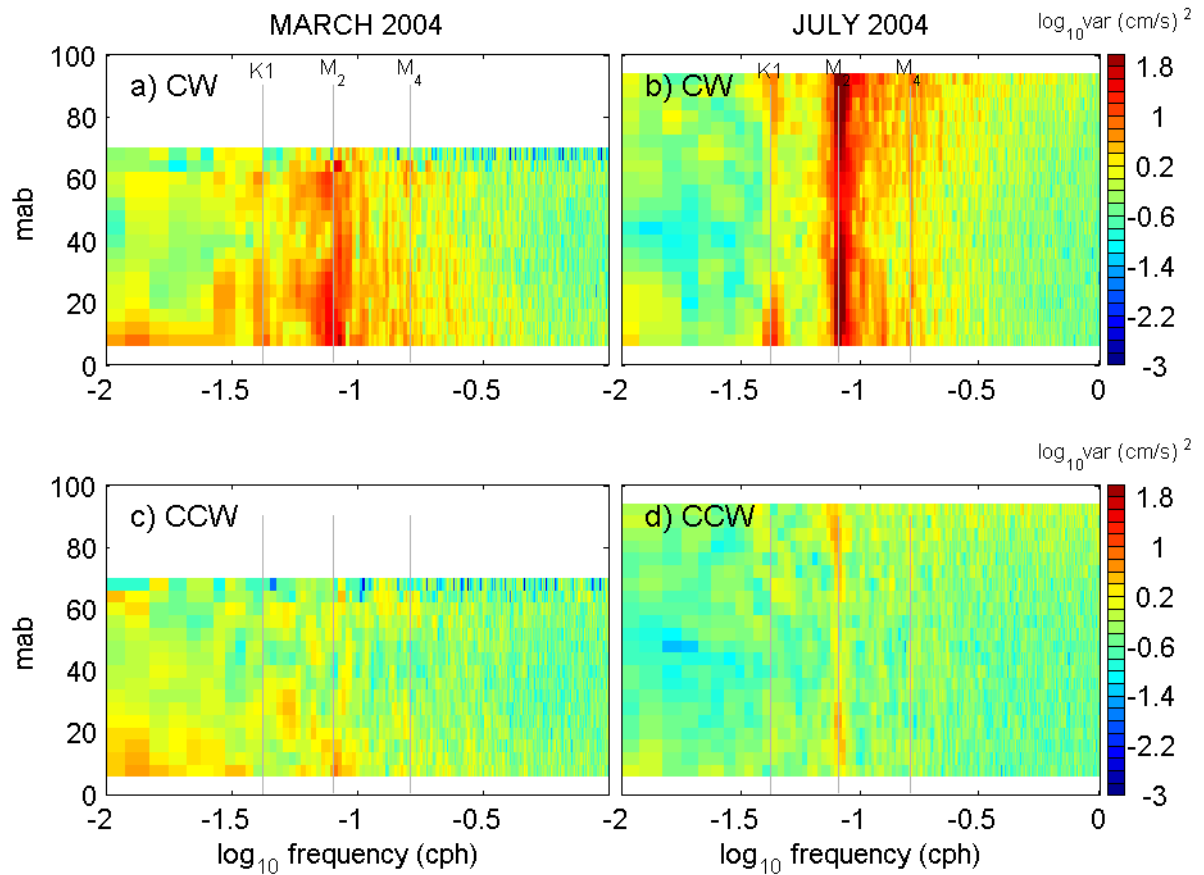 MARCH 2004
JULY 2004
log10 var (cm/s) 2
100
80
60
40
20
0
mab
a) CW
K1
M2
M4
-2
-1.5
-1
-0.5
-2
b) CW
K1
M2
M4
-1.5
-1
-0.5
0
1.8
1
0.2
-0.6
-1.4
-2.2
-3
log10 var (cm/s) 2
100
80
60
40
20
0
mab
c) CCW
-2
-1.5
-1
-0.5
-2
log10 frequency (cph)
d) CCW
-1.5
-1
-0.5
0
log10 frequency (cph)
1.8
1
0.2
-0.6
-1.4
-2.2
-3